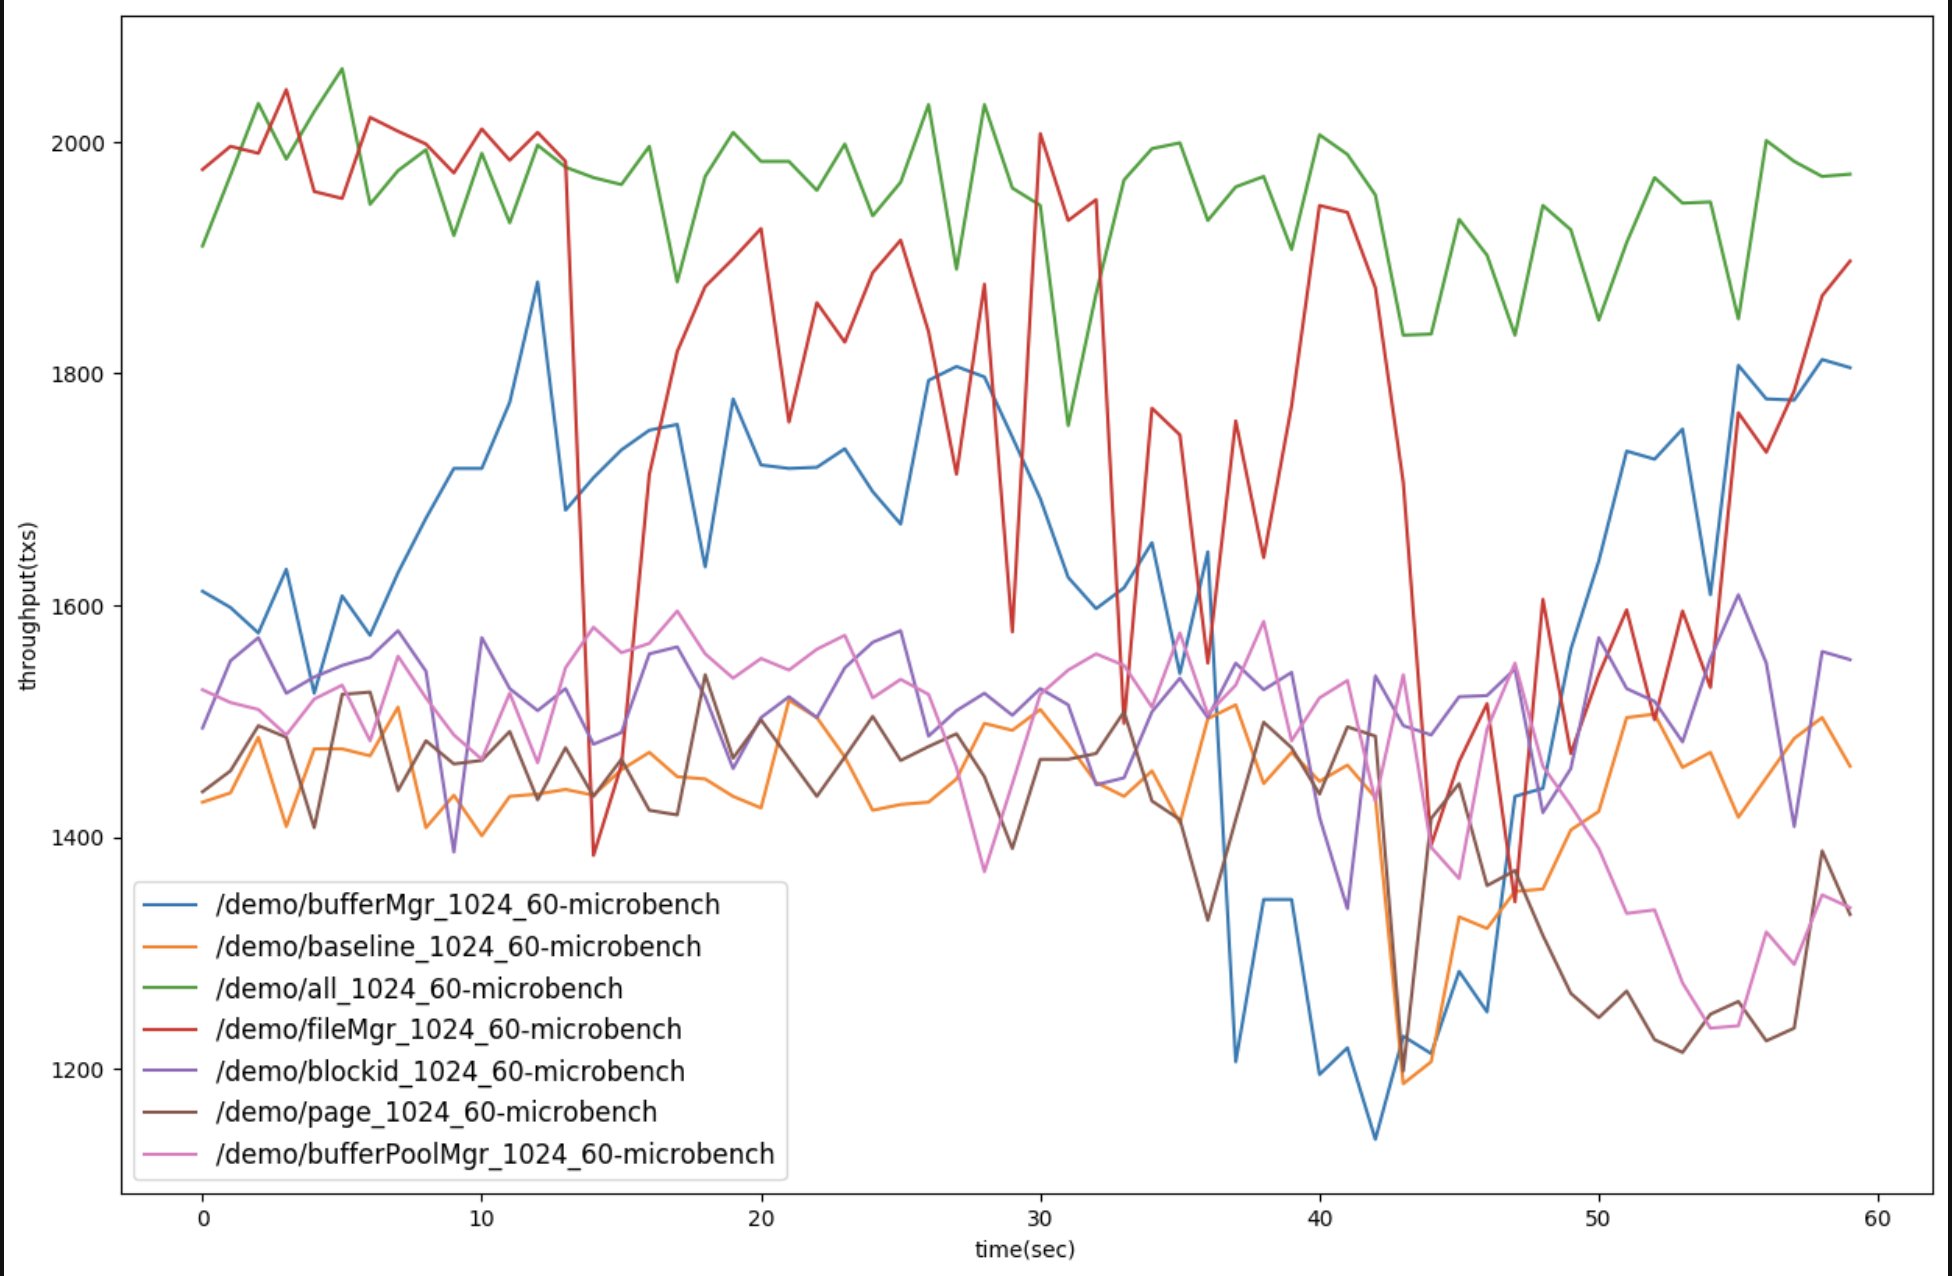 2000
1800
1600
1400
1200
throughput(txs)
/demo/bufferMgr_1024_60-microbench
/demo/baseline_1024_60-microbench
/demo/all_1024_60-microbench
/demo/fileMgr_1024_60-microbench
/demo/blockid_1024_60-microbench
/demo/page_1024_60-microbench
/demo/bufferPoolMgr_1024_60-microbench
0 10 20 30 40 50 60
time(sec)